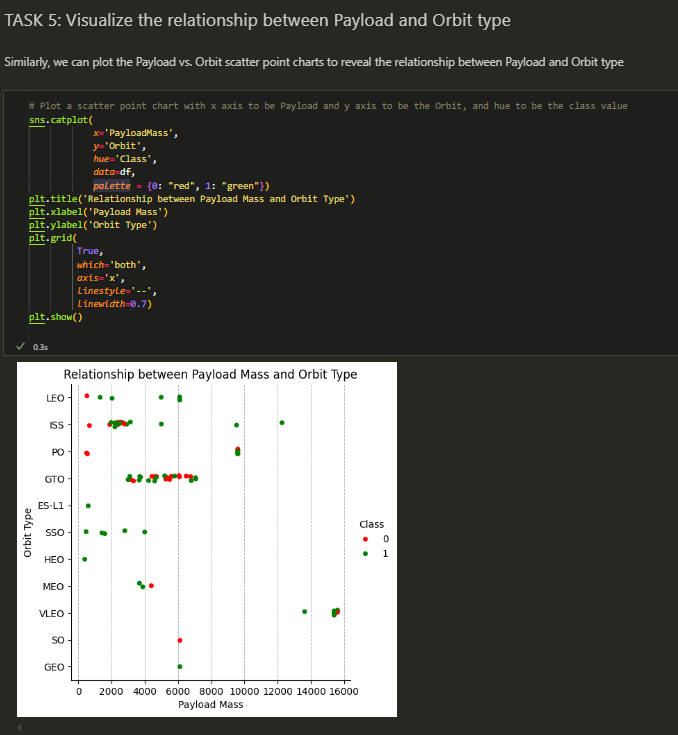 TASK 5: Visualize the relationship between Payload and Orbit type
Similarly, we can plot the Payload vs. Orbit scatter point charts to reveal the relationship between Payload and Orbit type
# Plot a scatter point chart with x axis to be Payload and y axis to be the Orbit, and hue to be the class value
sns.catplot(
x='PayloadMass',
y='Orbit',
hue='Class',
data=df,
palette = {0: "red", 1: "green"})
plt.title('Relationship between Payload Mass and Orbit Type')
plt.xlabel('Payload Mass')
plt.ylabel('Orbit Type')
plt.grid(
True,
which='both',
axis='x',
linestyle='--',
linewidth=0.7)
plt.show()
0.3s
Relationship between Payload Mass and Orbit Type
LEO
ISS
PO
GTO
ES-L1
SSO
HEO
MEO
VLEO
SO
GEO
Orbit Type
Class
0
1
0 2000 4000 6000 8000 10000 12000 14000 16000
Payload Mass